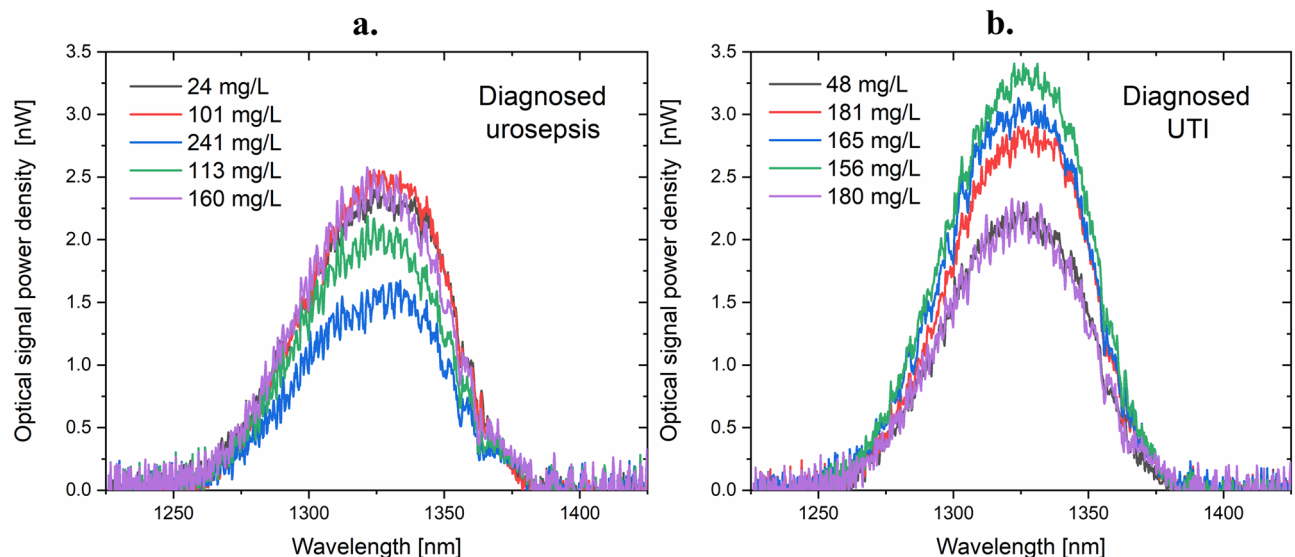 a.
3.5
3.0
2.5
2.0
1.5
1.0
0.5
0.0
Optical signal power density [nW]
24 mg/L
101 mg/L
241 mg/L
113 mg/L
160 mg/L
Diagnosed
urosepsis
1250
1300
1350
1400
Wavelength [nm]
b.
3.5
3.0
2.5
2.0
1.5
1.0
0.5
0.0
Optical signal power density [nW]
48 mg/L
181 mg/L
165 mg/L
156 mg/L
180 mg/L
Diagnosed
UTI
1250
1300
1350
1400
Wavelength [nm]